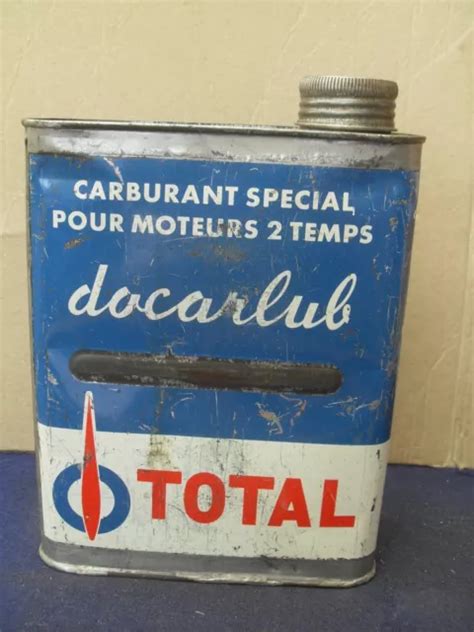 CARBURANT SPECIAL
POUR MOTEURS 2 TEMPS
docarlub
TOTAL